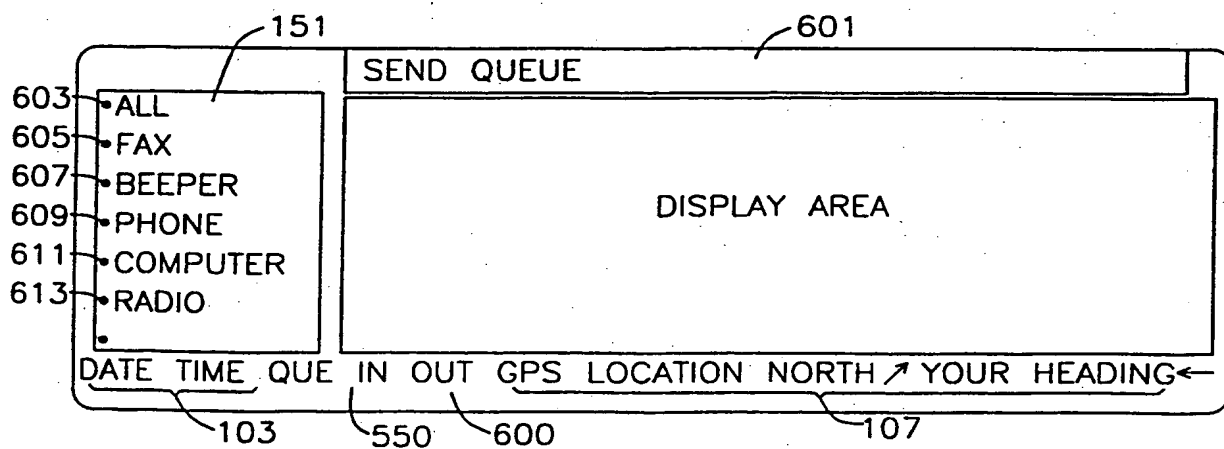 151 601
SEND QUEUE
603 • ALL
605 • FAX
607 • BEEPER
DISPLAY AREA
609 • PHONE
611 • COMPUTER
613 • RADIO
•
DATE TIME QUE IN OUT GPS LOCATION NORTH ↗ YOUR HEADING ←
103 550 600 107